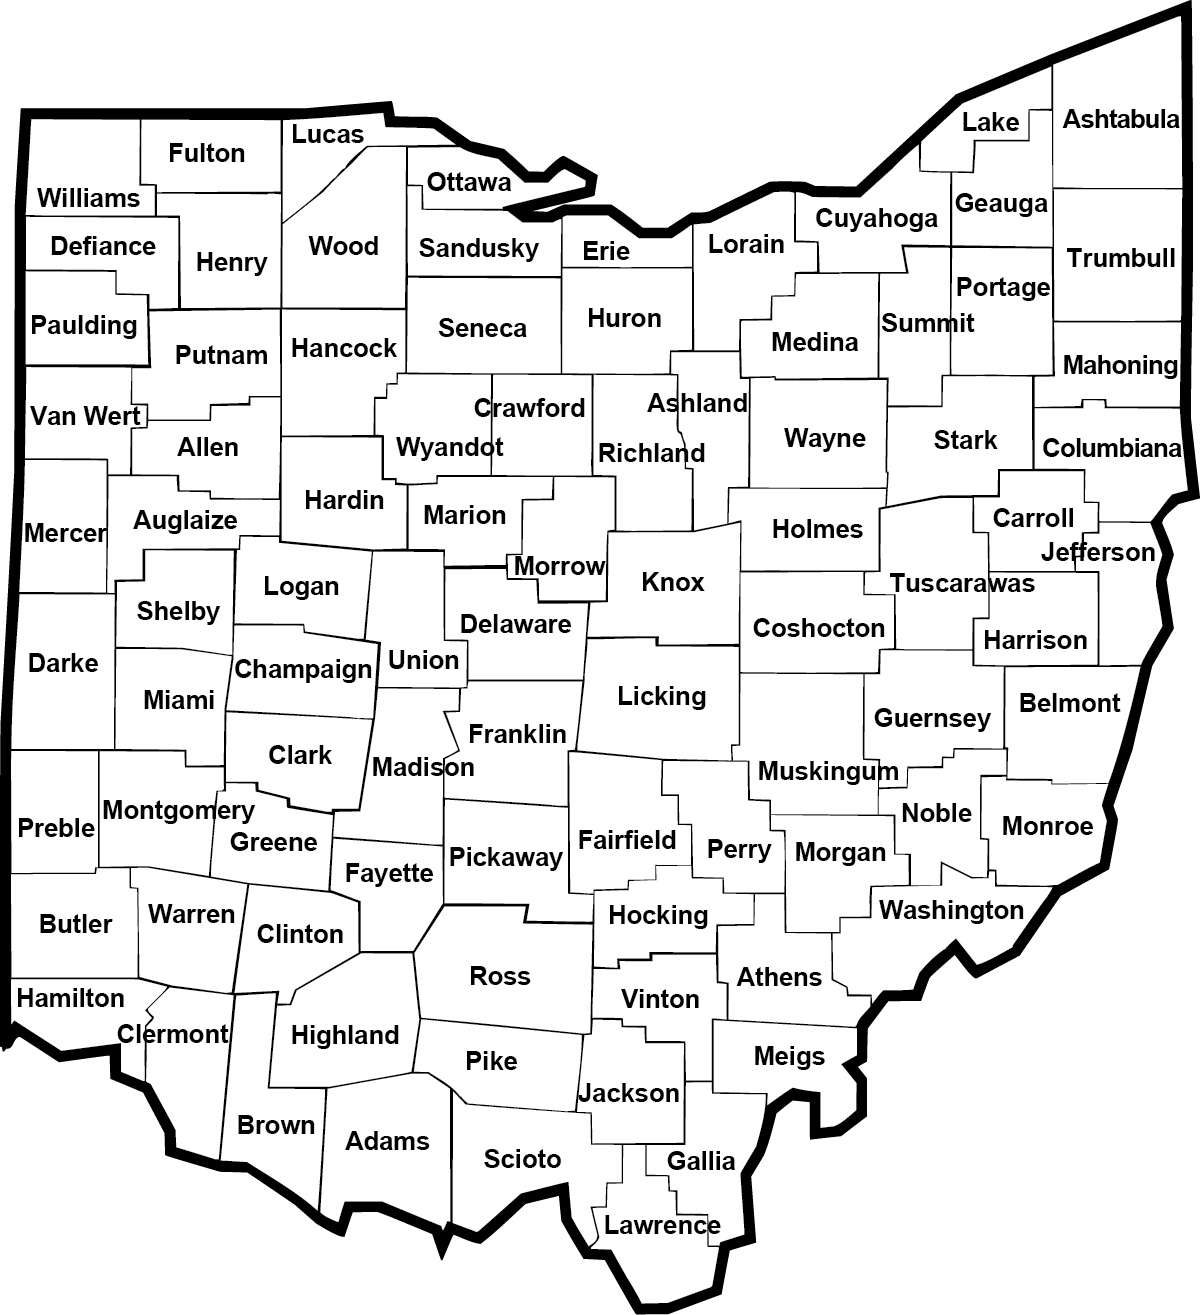 Lake
Ashtabula
Lucas
Fulton
Ottawa
Williams
Geauga
Cuyahoga
Defiance
Wood
Sandusky
Erie
Lorain
Henry
Trumbull
Portage
Paulding
Seneca
Huron
Summit
Medina
Putnam
Hancock
Mahoning
Van Wert
Crawford
Ashland
Allen
Wyandot
Richland
Wayne
Stark
Columbiana
Hardin
Marion
Mercer
Auglaize
Holmes
Carroll
Jefferson
Morrow
Logan
Knox
Tuscarawas
Shelby
Delaware
Coshocton
Harrison
Darke
Champaign
Union
Miami
Licking
Belmont
Guernsey
Franklin
Clark
Madison
Muskingum
Montgomery
Noble
Preble
Greene
Fairfield
Monroe
Perry
Morgan
Pickaway
Fayette
Butler
Warren
Hocking
Washington
Clinton
Ross
Athens
Hamilton
Vinton
Clermont
Highland
Meigs
Pike
Jackson
Brown
Adams
Scioto
Gallia
Lawrence